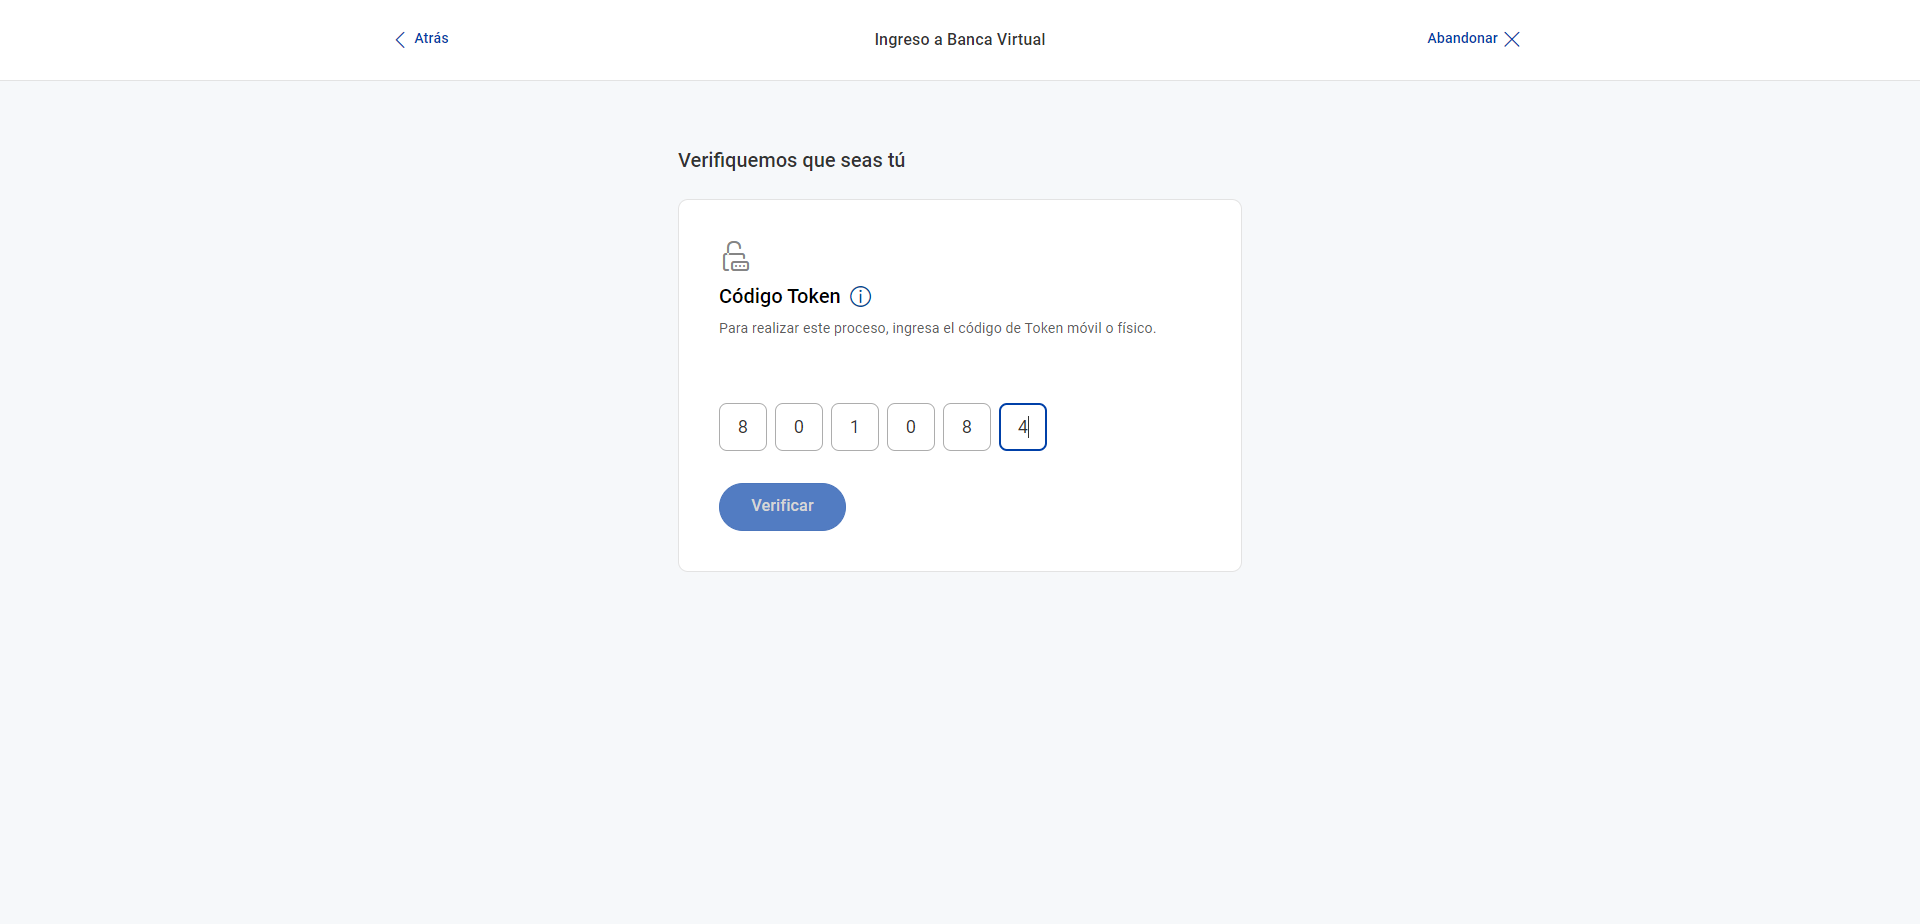 Atrás
Ingreso a Banca Virtual
Abandonar
Verifiquemos que seas tú
Código Token
Para realizar este proceso, ingresa el código de Token móvil o físico.
8 0 1 0 8 4
Verificar